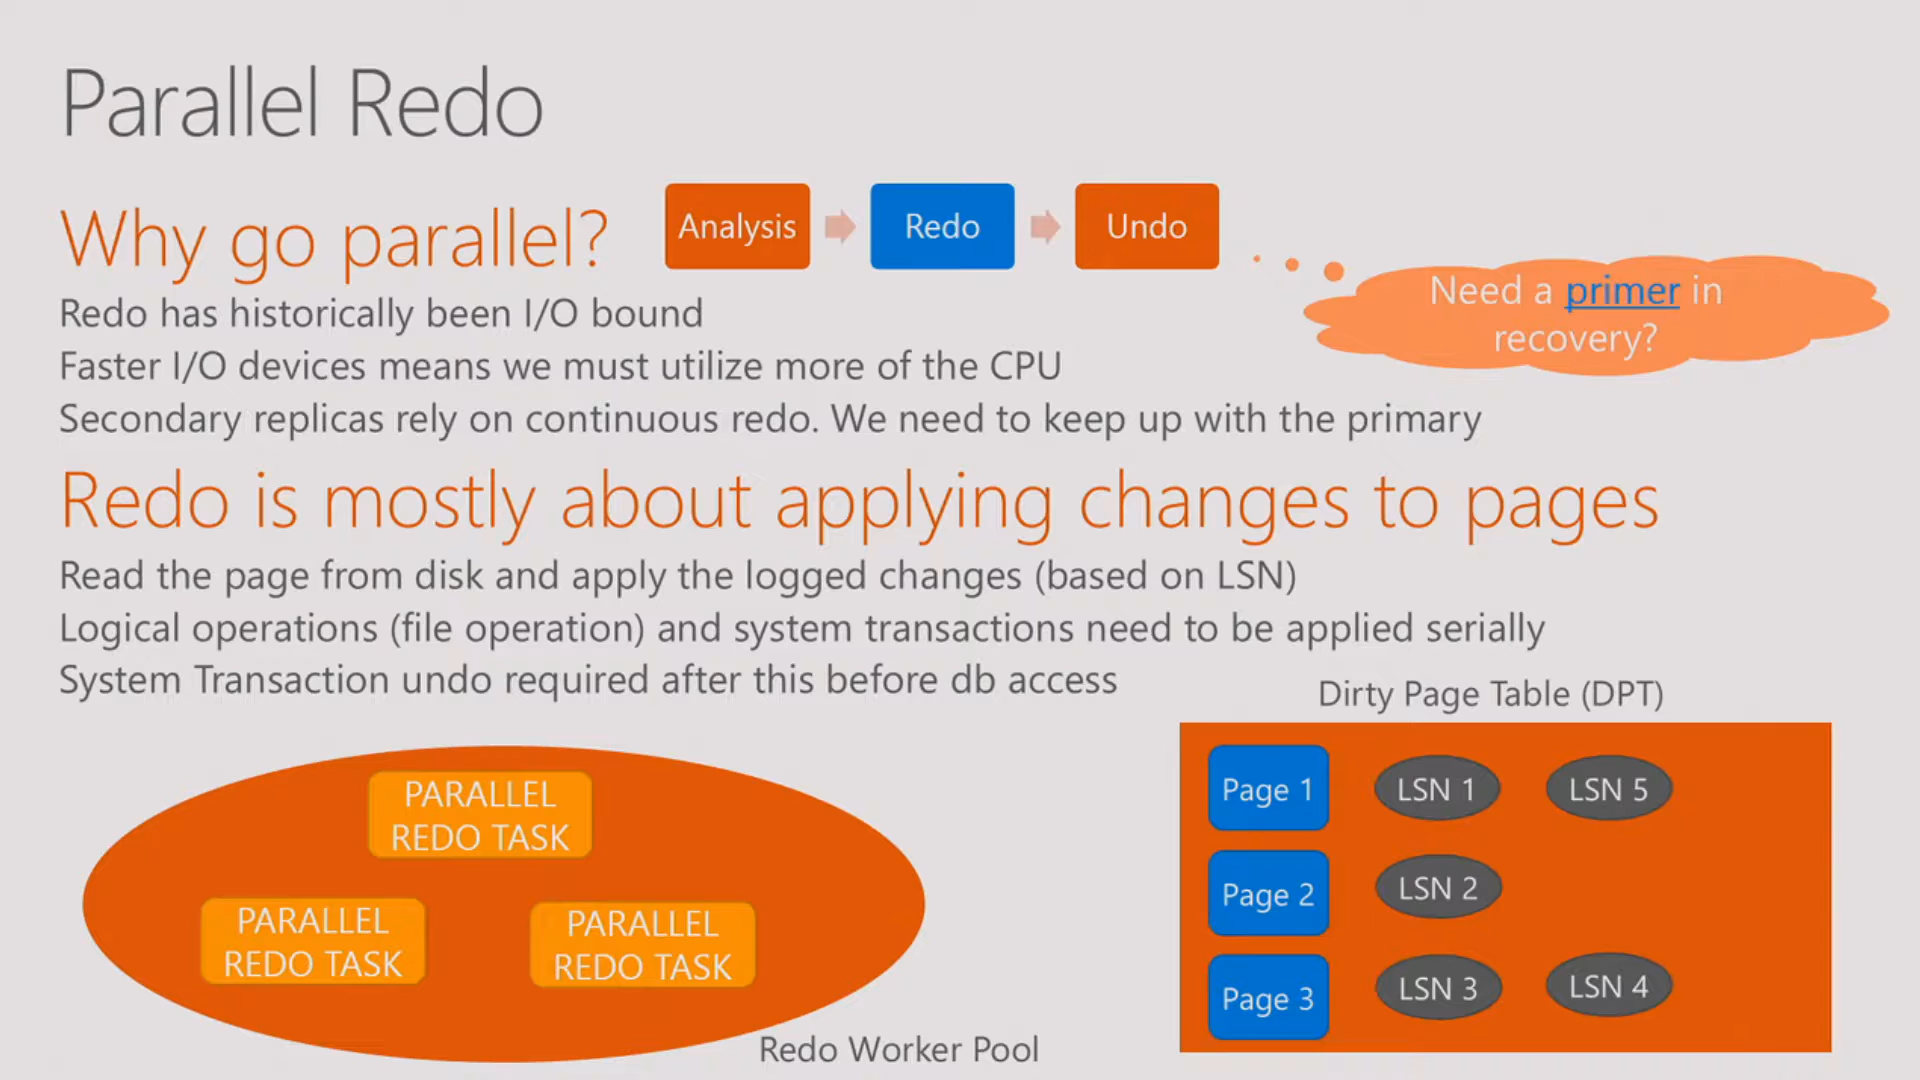 Parallel Redo
Why go parallel?
Analysis
Redo
Undo
Need a primer in
recovery?
Redo has historically been I/O bound
Faster I/O devices means we must utilize more of the CPU
Secondary replicas rely on continuous redo. We need to keep up with the primary
Redo is mostly about applying changes to pages
Read the page from disk and apply the logged changes (based on LSN)
Logical operations (file operation) and system transactions need to be applied serially
System Transaction undo required after this before db access
PARALLEL
REDO TASK
PARALLEL
REDO TASK
PARALLEL
REDO TASK
Redo Worker Pool
Dirty Page Table (DPT)
Page 1
LSN 1
LSN 5
Page 2
LSN 2
Page 3
LSN 3
LSN 4